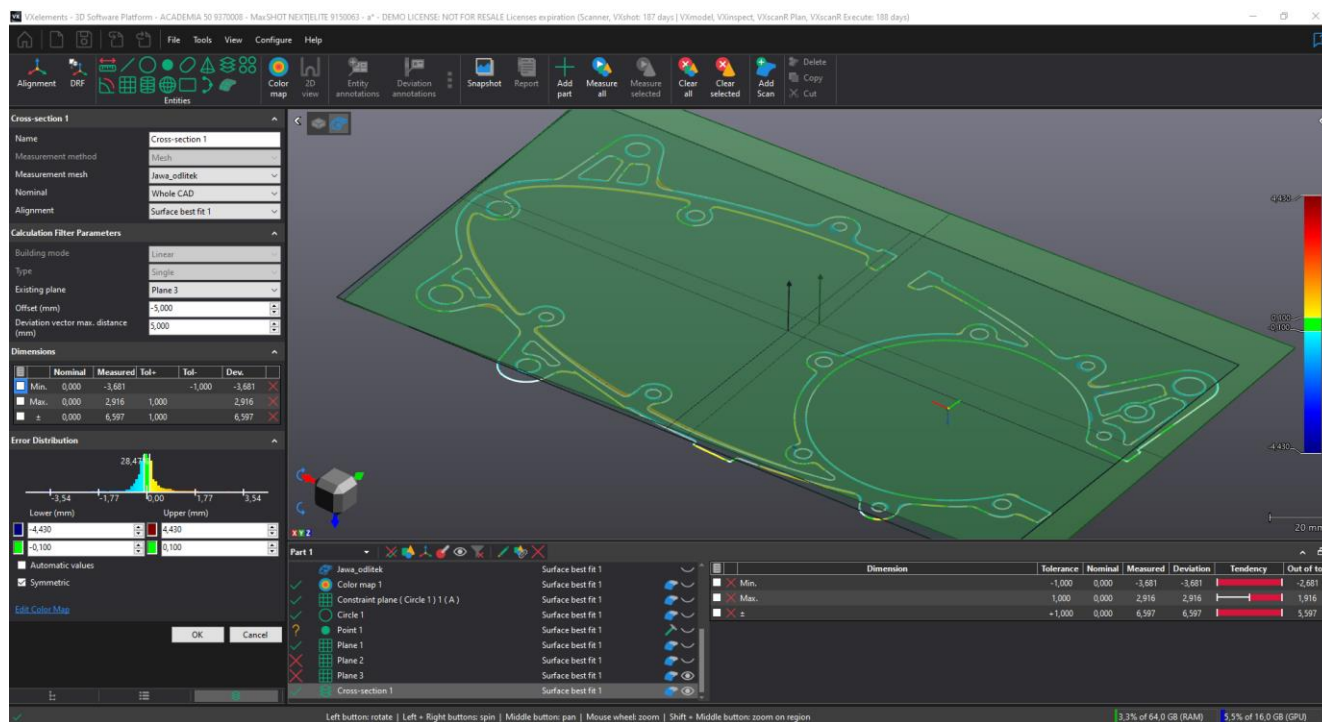 VXelements - 3D Software Platform - ACADEMIA 50 9370008 - MaxSHOT NEXT|ELITE 9150063 - a* - DEMO LICENSE: NOT FOR RESALE Licenses expiration (Scanner, VXshot: 187 days | VXmodel, VXinspect, VXscanR Plan, VXscanR Execute: 188 days)
File Tools View Configure Help
Alignment DRF Entities Color map 2D view Entity annotations Deviation annotations Snapshot Report Add part Measure all Measure selected Clear all Clear selected Add Scan Delete Copy Cut
Cross-section 1
Name Cross-section 1
Measurement method Mesh
Measurement mesh Jawa_odlitek
Nominal Whole CAD
Alignment Surface best fit 1
Calculation Filter Parameters
Building mode Linear
Type Single
Existing plane Plane 3
Offset (mm) -5,000
Deviation vector max. distance (mm) 5,000
Dimensions
Nominal Measured Tol+ Tol- Dev.
Min. 0,000 -3,681 -1,000 -3,681
Max. 0,000 2,916 1,000 2,916
± 0,000 6,597 1,000 6,597
Error Distribution
28,47
-3,54 -1,77 0,00 1,77 3,54
Lower (mm) Upper (mm)
-4,430 4,430
-0,100 0,100
Automatic values
Symmetric
Edit Color Map
OK Cancel
4,430
0,100
-0,100
-4,430
20 mm
X Y Z
Part 1
Jawa_odlitek Surface best fit 1
Color map 1 Surface best fit 1
Constraint plane ( Circle 1 ) 1 ( A ) Surface best fit 1
Circle 1 Surface best fit 1
Point 1 Surface best fit 1
Plane 1 Surface best fit 1
Plane 2 Surface best fit 1
Plane 3 Surface best fit 1
Cross-section 1 Surface best fit 1
Dimension Tolerance Nominal Measured Deviation Tendency Out of to
Min. -1,000 0,000 -3,681 -3,681 -2,681
Max. 1,000 0,000 2,916 2,916 1,916
± +1,000 0,000 6,597 6,597 5,597
Left button: rotate | Left + Right buttons: spin | Middle button: pan | Mouse wheel: zoom | Shift + Middle button: zoom on region
3,3% of 64,0 GB (RAM) 5,5% of 16,0 GB (GPU)